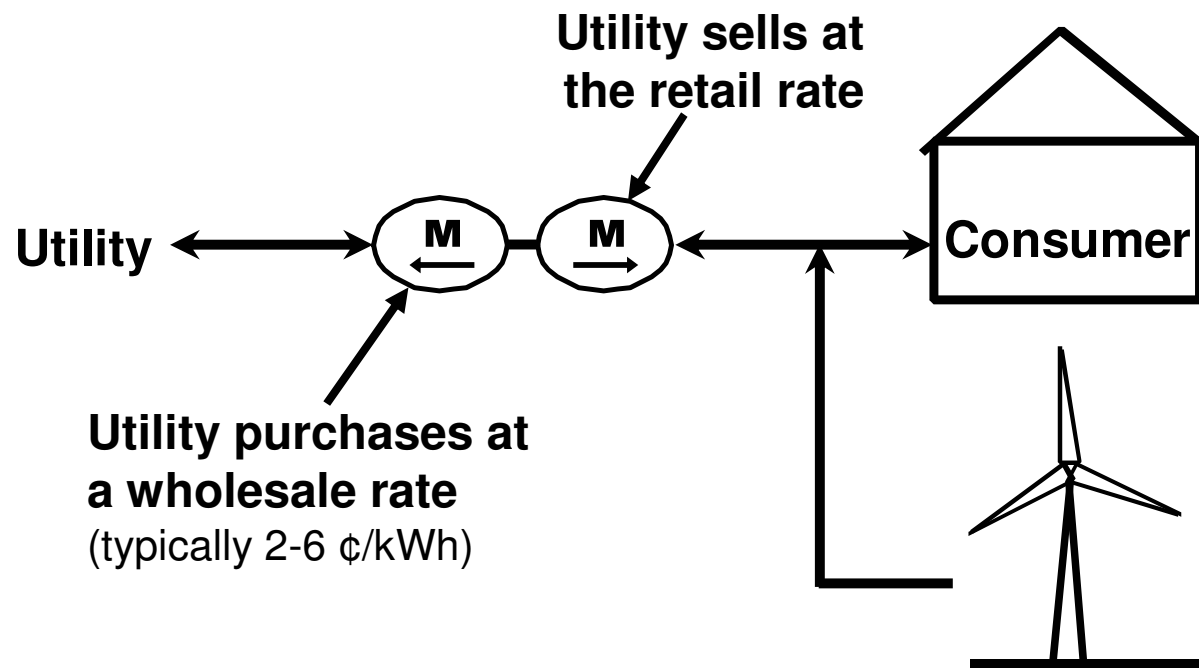 Utility sells at
the retail rate
Utility
M
M
Consumer
Utility purchases at
a wholesale rate
(typically 2-6 ¢/kWh)